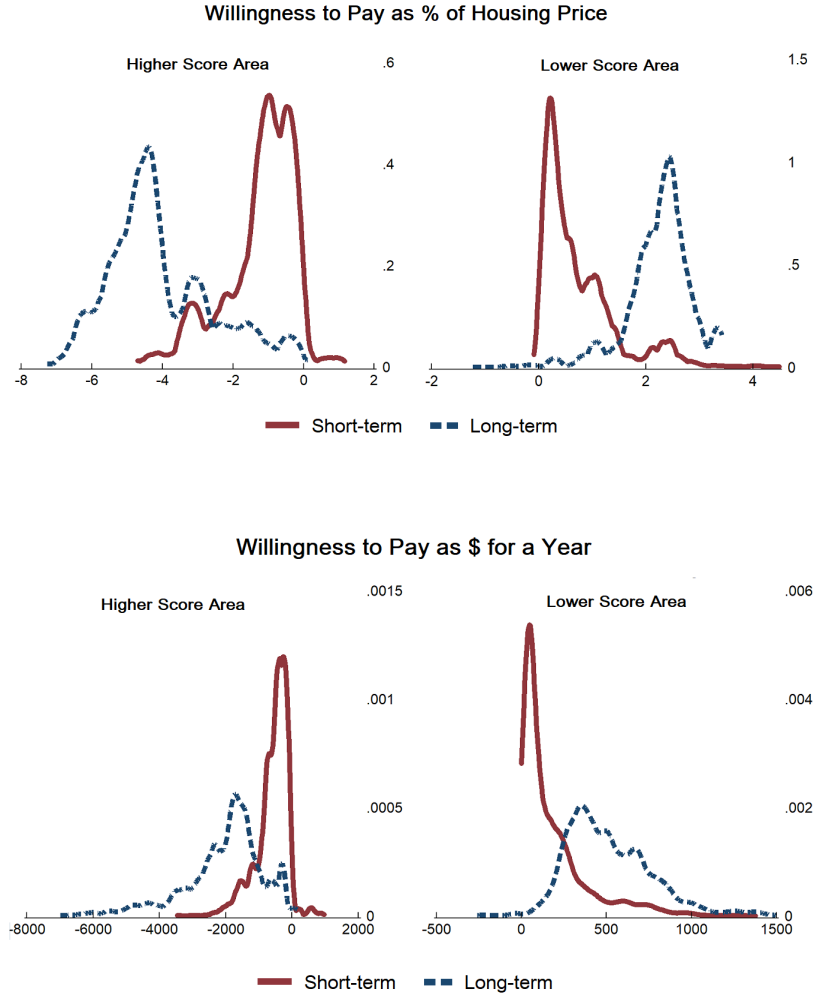 Willingness to Pay as % of Housing Price
Higher Score Area
.6
.4
.2
0
-8 -6 -4 -2 0 2
Lower Score Area
1.5
1
.5
0
-2 0 2 4
Short-term Long-term
Willingness to Pay as $ for a Year
Higher Score Area
.0015
.001
.0005
0
-8000 -6000 -4000 -2000 0 2000
Lower Score Area
.006
.004
.002
0
-500 0 500 1000 1500
Short-term Long-term